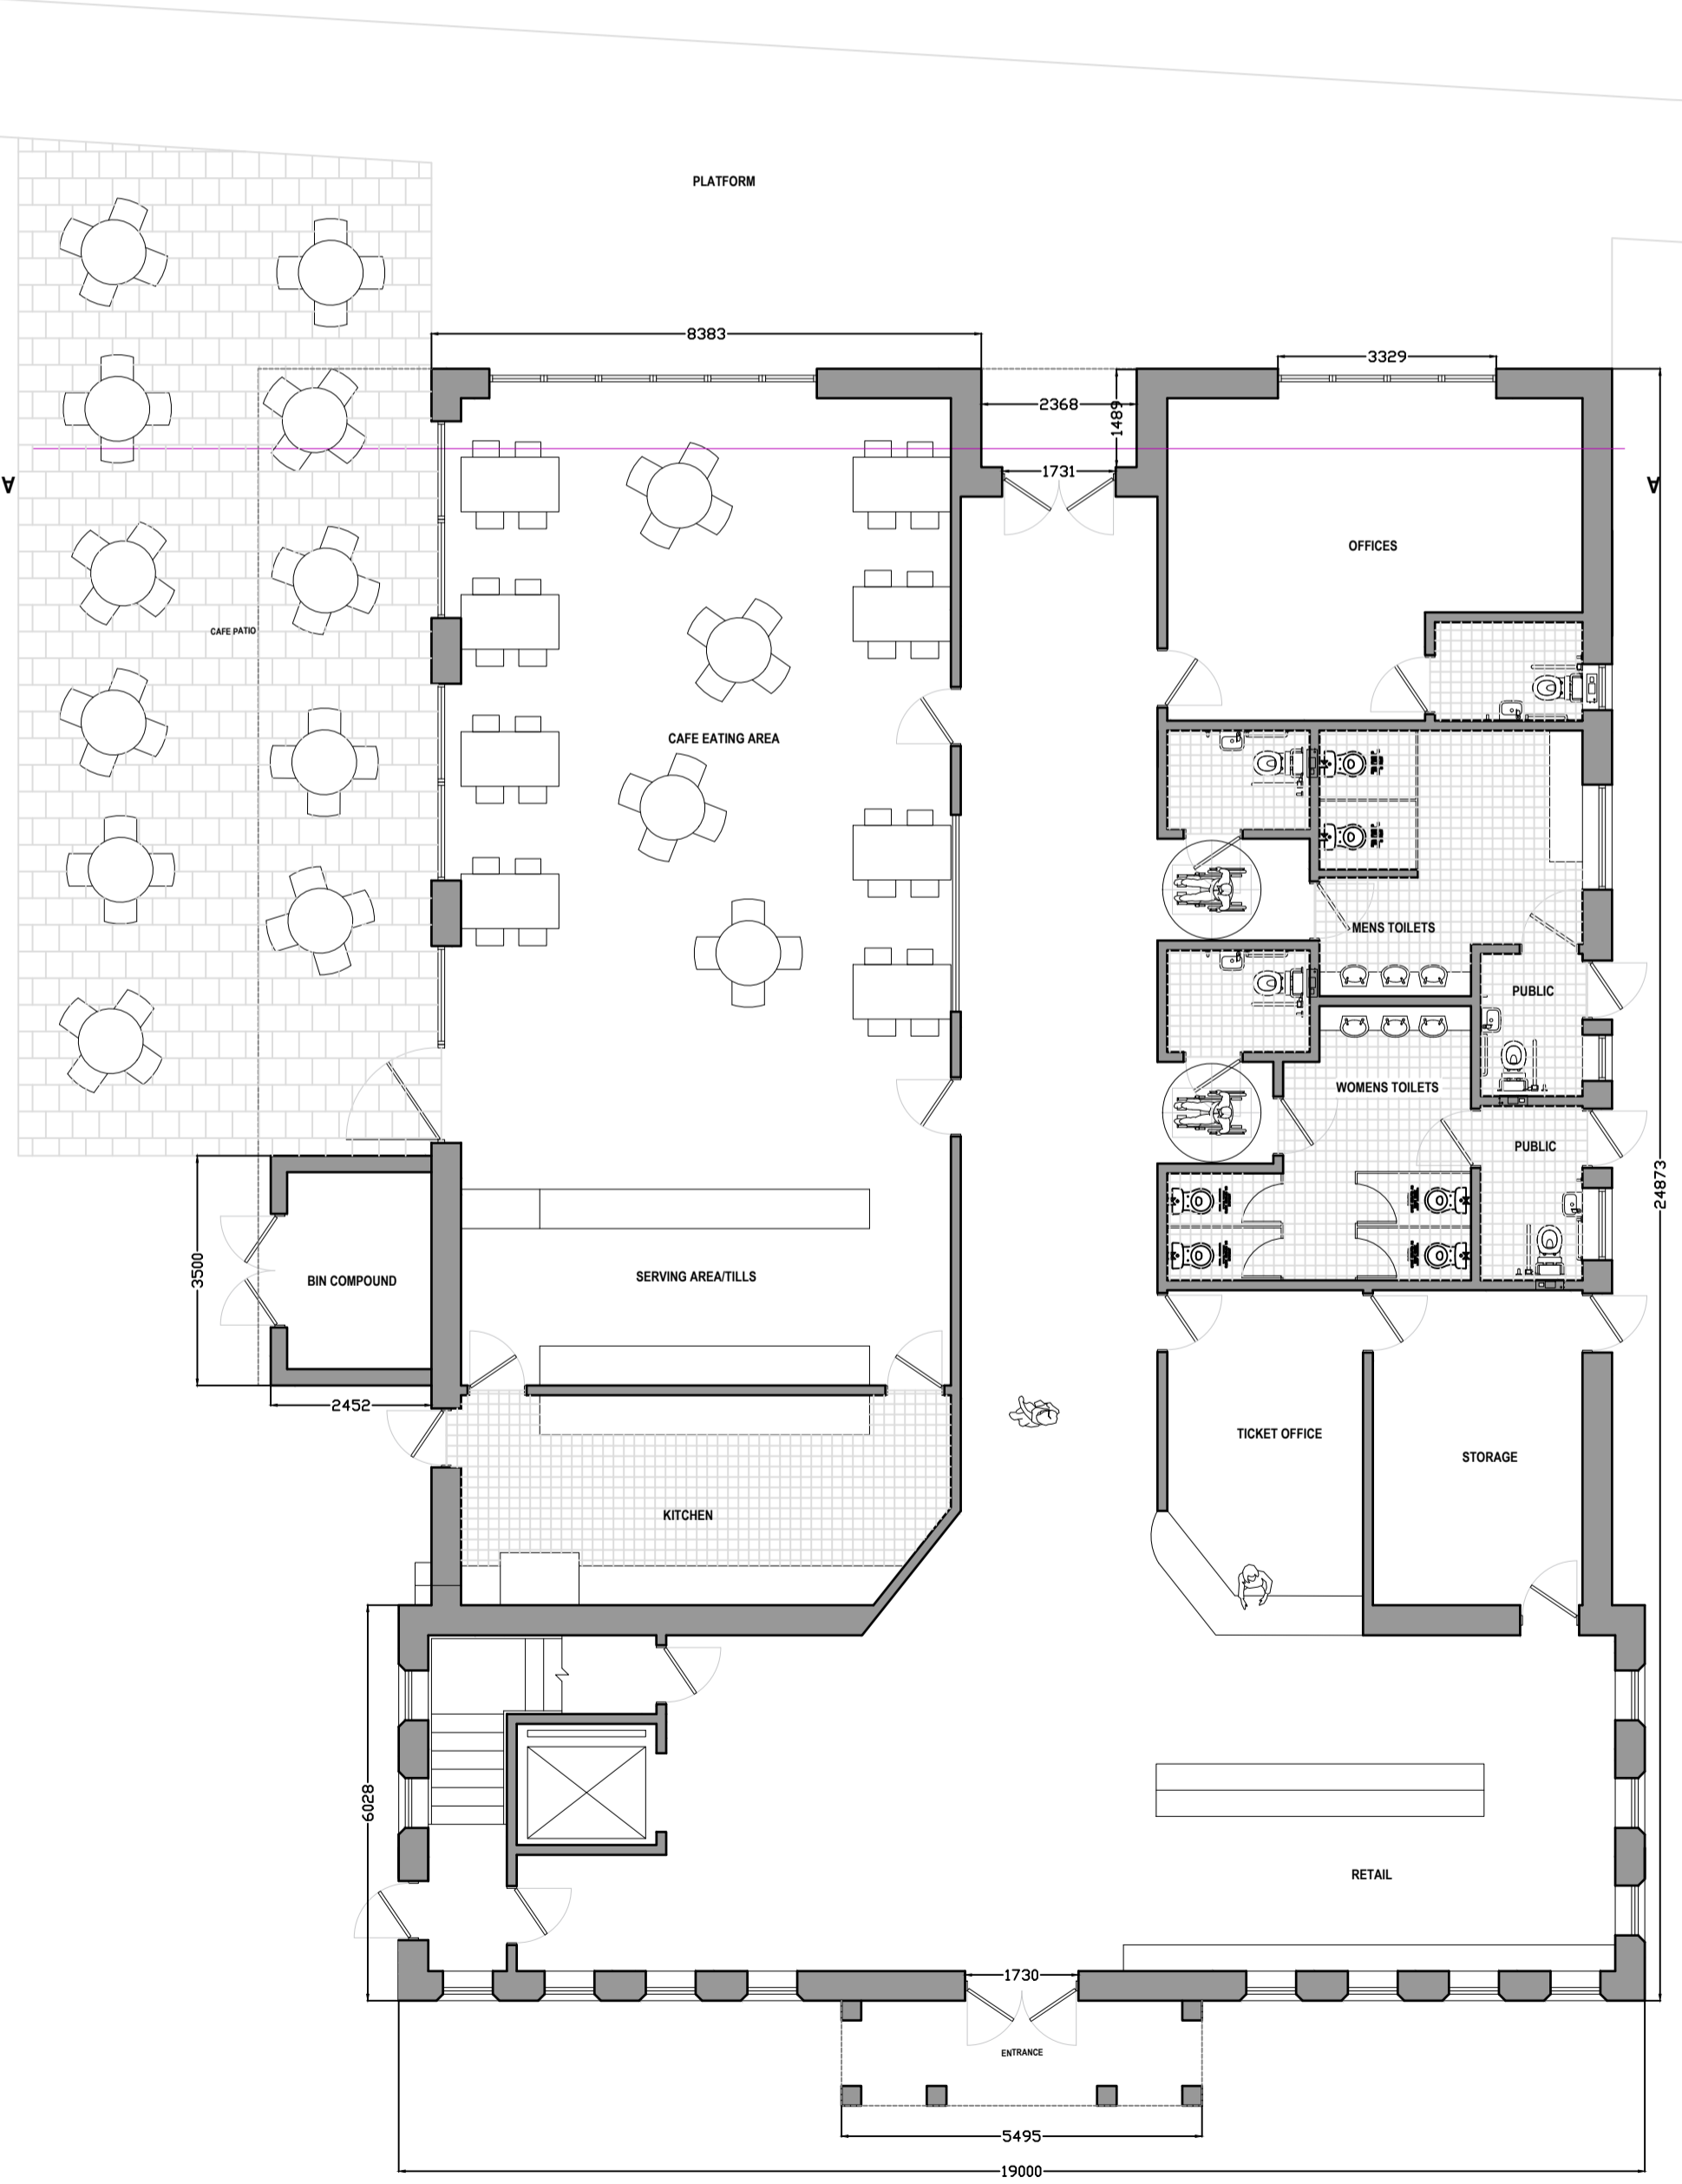 PLATFORM
8383
3329
2368
1489
1731
A
A
OFFICES
CAFE PATIO
CAFE EATING AREA
MENS TOILETS
PUBLIC
WOMENS TOILETS
PUBLIC
24873
3500
BIN COMPOUND
SERVING AREA/TILLS
2452
TICKET OFFICE
STORAGE
KITCHEN
6028
RETAIL
1730
ENTRANCE
5495
19000